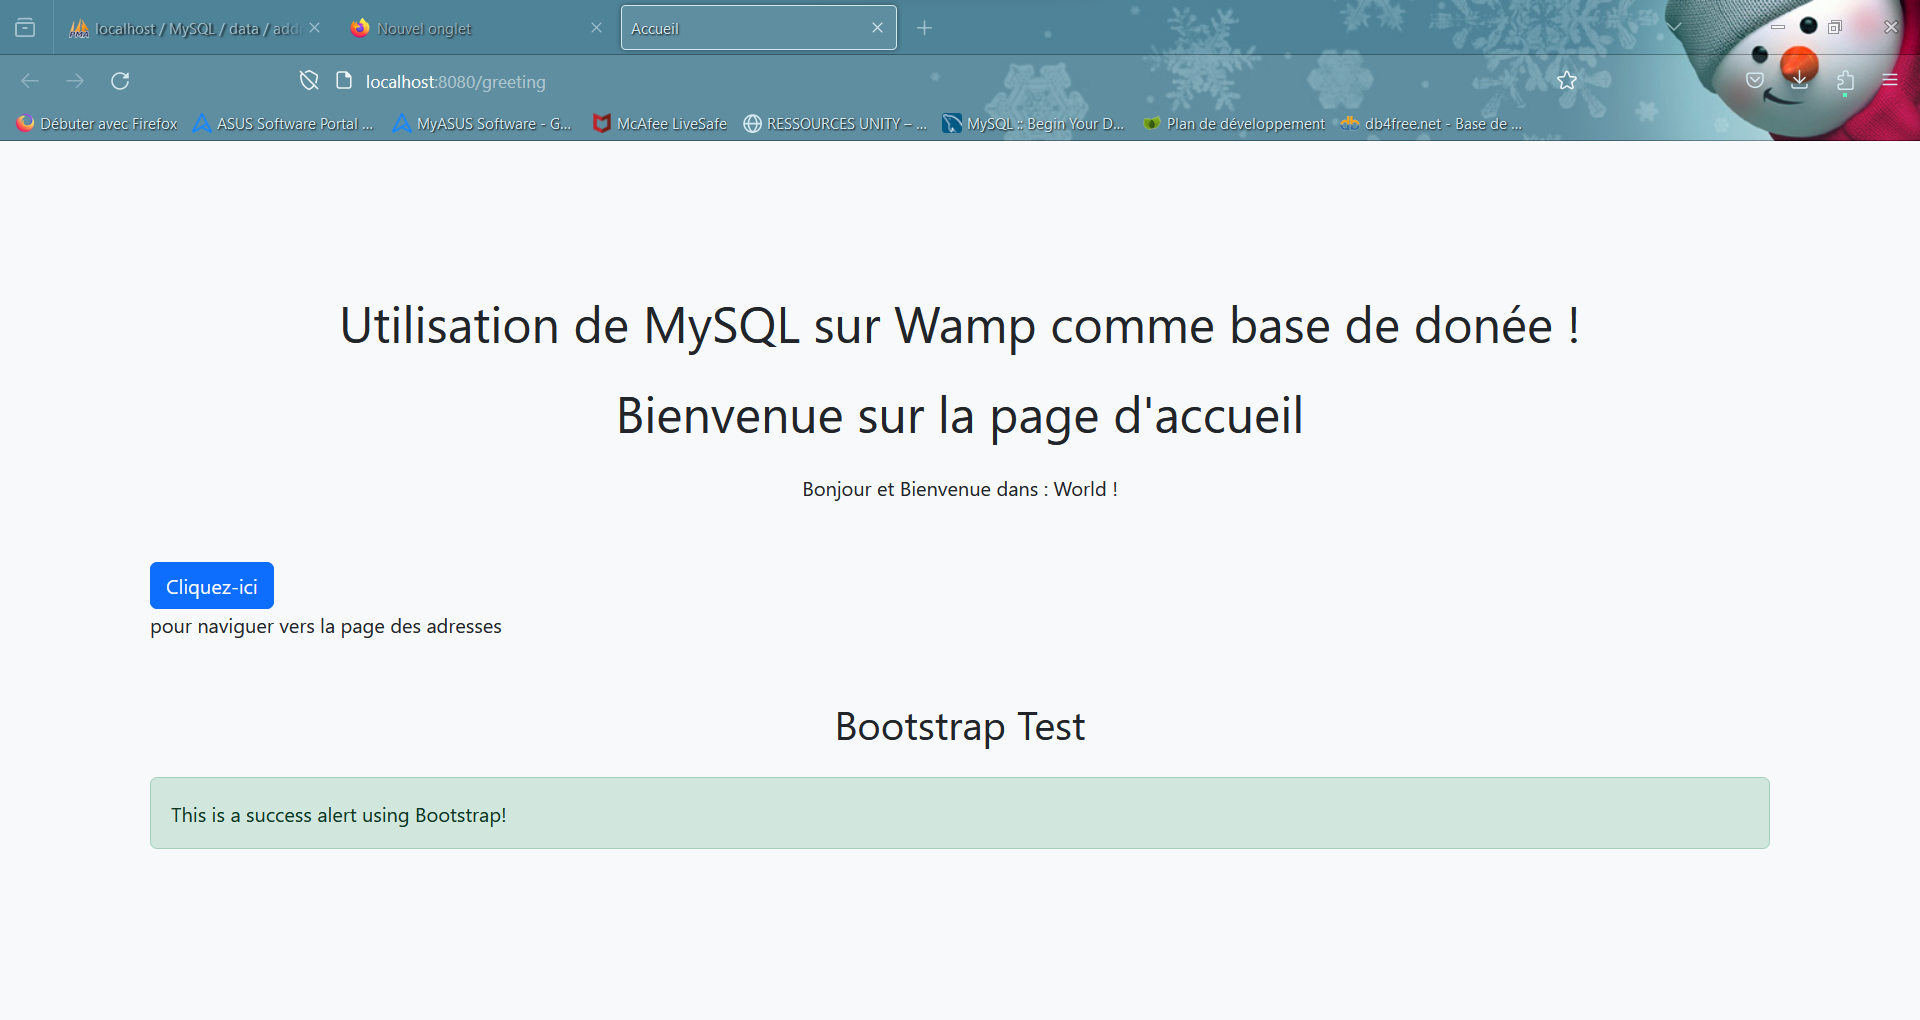 localhost / MySQL / data / add
Nouvel onglet
Accueil
localhost:8080/greeting
Débuter avec Firefox
ASUS Software Portal ...
MyASUS Software - G...
McAfee LiveSafe
RESSOURCES UNITY – ...
MySQL :: Begin Your D...
Plan de développement
db4free.net - Base de ...
Utilisation de MySQL sur Wamp comme base de donée !
Bienvenue sur la page d'accueil
Bonjour et Bienvenue dans : World !
Cliquez-ici
pour naviguer vers la page des adresses
Bootstrap Test
This is a success alert using Bootstrap!